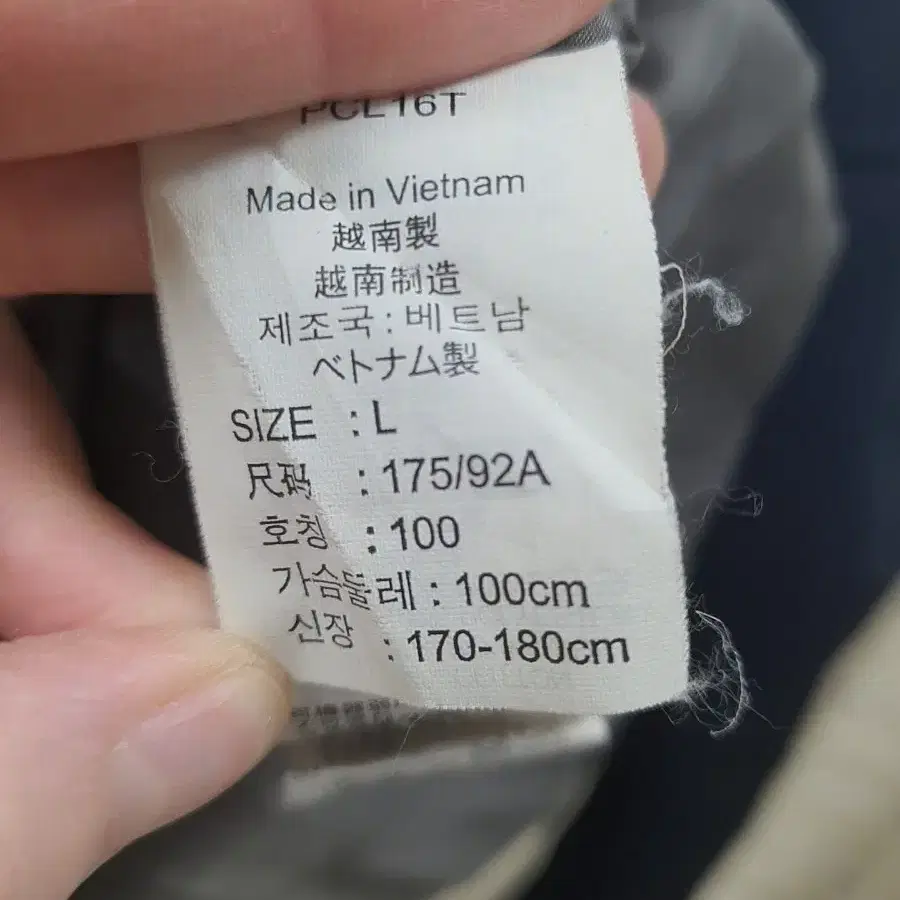 PCL16T
Made in Vietnam
越南製
越南制造
제조국 : 베트남
ベトナム製
SIZE : L
尺码 : 175/92A
호칭 : 100
가슴둘레 : 100cm
신장 : 170-180cm